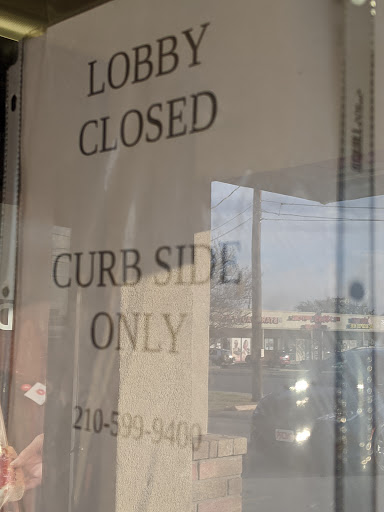 LOBBY
CLOSED
CURB SIDE
ONLY
210-599-9400